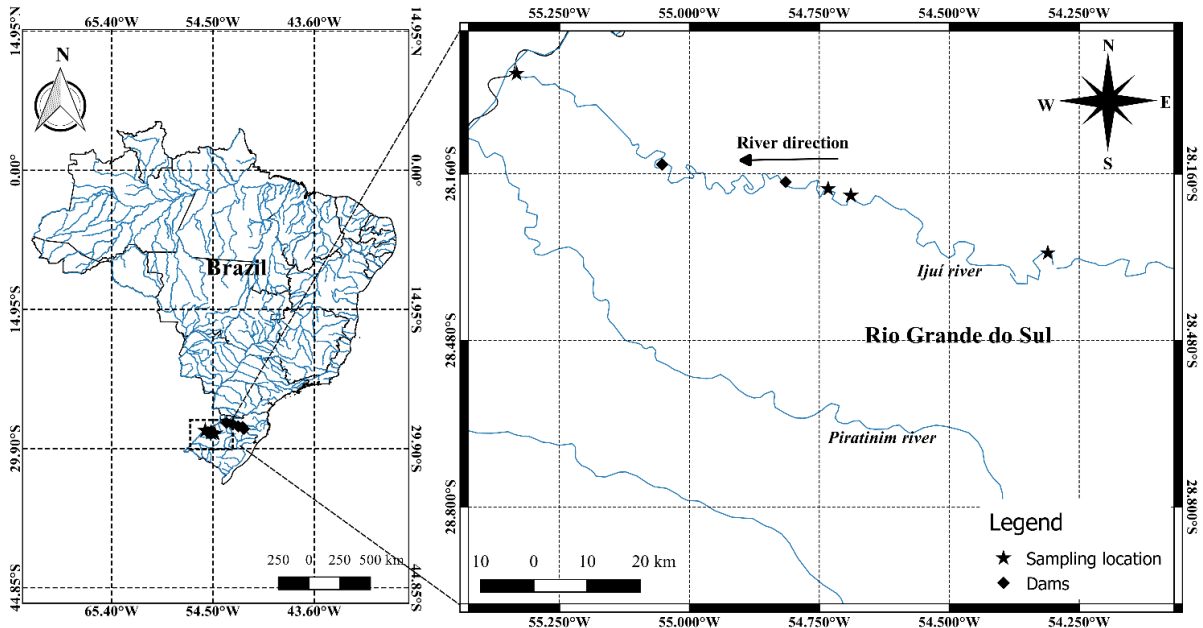 65.40°W 54.50°W 43.60°W
14.95°N
14.95°N
N
0.00°
0.00°
Brazil
14.95°S
14.95°S
29.90°S
29.90°S
44.85°S
44.85°S
250 0 250 500 km
65.40°W 54.50°W 43.60°W
55.250°W 55.000°W 54.750°W 54.500°W 54.250°W
N
W E
S
River direction
28.160°S
28.160°S
Ijuí river
Rio Grande do Sul
28.480°S
28.480°S
Piratinim river
28.800°S
28.800°S
Legend
Sampling location
Dams
10 0 10 20 km
55.250°W 55.000°W 54.750°W 54.500°W 54.250°W